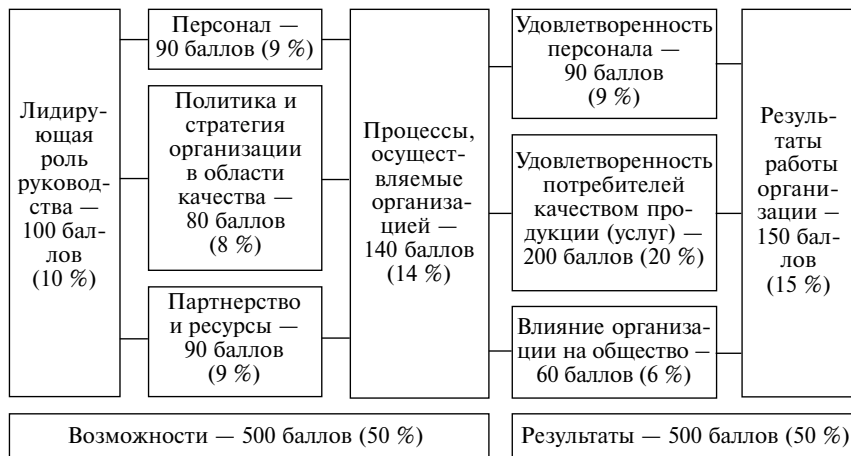 Лидиру-
ющая
роль
руковод-
ства —
100 бал-
лов
(10 %)
Персонал —
90 баллов (9 %)
Политика и
стратегия
организации
в области
качества —
80 баллов
(8 %)
Партнерство
и ресурсы —
90 баллов
(9 %)
Процессы,
осущест-
вляемые
организа-
цией —
140 баллов
(14 %)
Удовлетворенность
персонала —
90 баллов
(9 %)
Удовлетворенность
потребителей
качеством про-
дукции (услуг) —
200 баллов (20 %)
Влияние организа-
ции на общество —
60 баллов (6 %)
Резуль-
таты
работы
органи-
зации —
150 бал-
лов
(15 %)
Возможности — 500 баллов (50 %)
Результаты — 500 баллов (50 %)